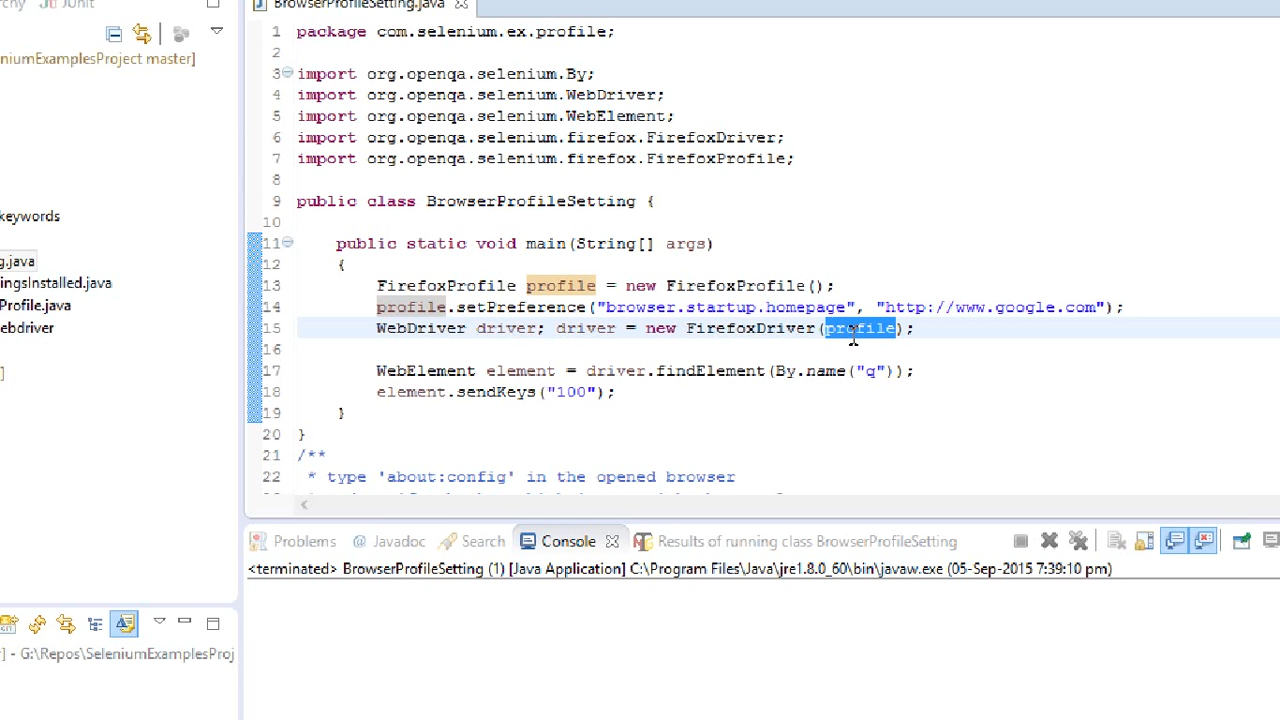 rchy JUnit
BrowserProfileSetting.java
niumExamplesProject master]
keywords
g.java
ingsInstalled.java
Profile.java
ebdriver
]
1 package com.selenium.ex.profile;
2
3 import org.openqa.selenium.By;
4 import org.openqa.selenium.WebDriver;
5 import org.openqa.selenium.WebElement;
6 import org.openqa.selenium.firefox.FirefoxDriver;
7 import org.openqa.selenium.firefox.FirefoxProfile;
8
9 public class BrowserProfileSetting {
10
11 public static void main(String[] args)
12 {
13 FirefoxProfile profile = new FirefoxProfile();
14 profile.setPreference("browser.startup.homepage", "http://www.google.com");
15 WebDriver driver; driver = new FirefoxDriver(profile);
16
17 WebElement element = driver.findElement(By.name("q"));
18 element.sendKeys("100");
19 }
20 }
21 /**
22 * type 'about:config' in the opened browser
Problems @ Javadoc Search Console Results of running class BrowserProfileSetting
<terminated> BrowserProfileSetting (1) [Java Application] C:\Program Files\Java\jre1.8.0_60\bin\javaw.exe (05-Sep-2015 7:39:10 pm)
r] - G:\Repos\SeleniumExamplesProj